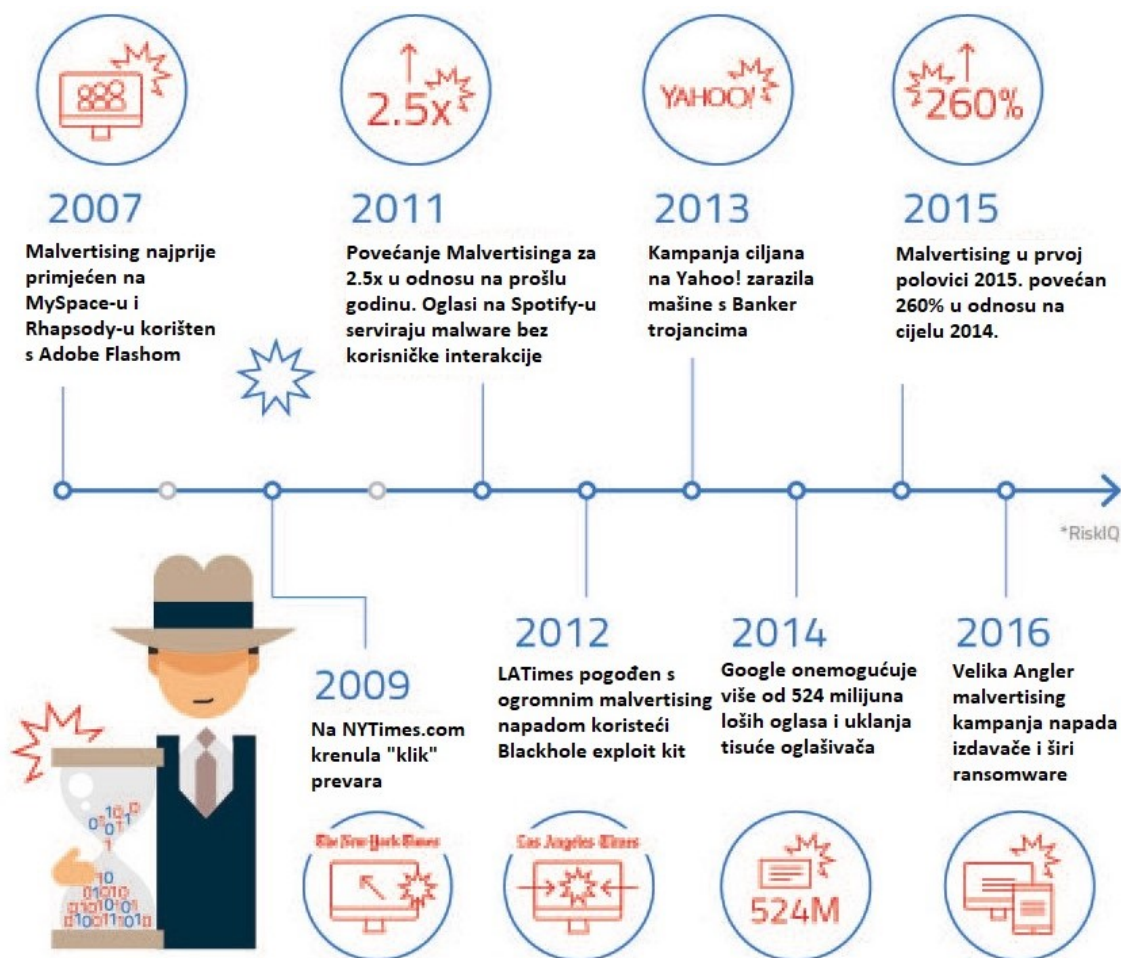 2.5x
YAHOO!
260%
2007
Malvertising najprije
primjećen na
MySpace-u i
Rhapsody-u korišten
s Adobe Flashom
2011
Povećanje Malvertisinga za
2.5x u odnosu na prošlu
godinu. Oglasi na Spotify-u
serviraju malware bez
korisničke interakcije
2013
Kampanja ciljana
na Yahoo! zarazila
mašine s Banker
trojancima
2015
Malvertising u prvoj
polovici 2015. povećan
260% u odnosu na
cijelu 2014.
*RiskIQ
2009
Na NYTimes.com
krenula "klik"
prevara
The New York Times
2012
LATimes pogođen s
ogromnim malvertising
napadom koristeći
Blackhole exploit kit
Los Angeles Times
2014
Google onemogućuje
više od 524 milijuna
loših oglasa i uklanja
tisuće oglašivača
524M
2016
Velika Angler
malvertising
kampanja napada
izdavače i širi
ransomware